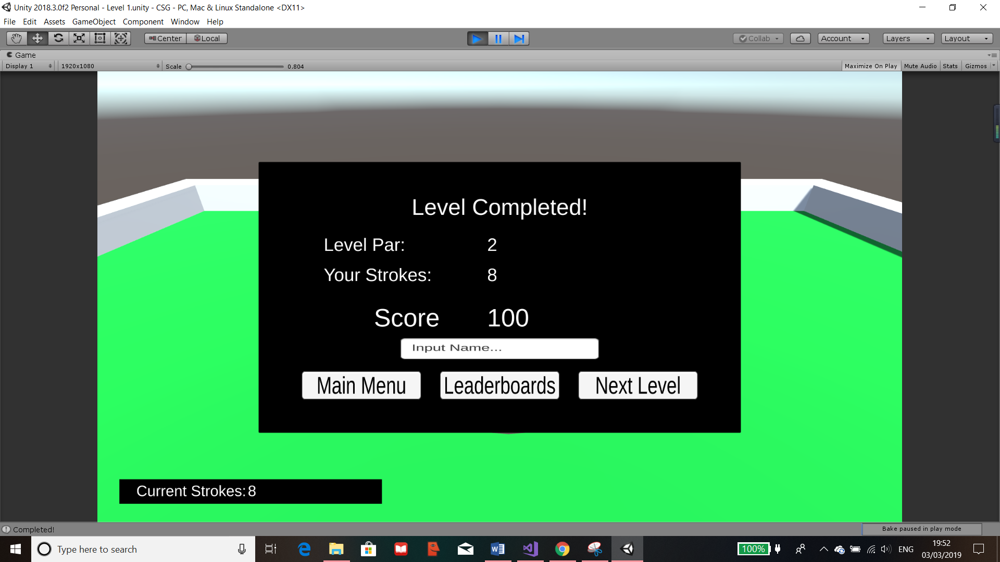 Unity 2018.3.0f2 Personal - Level 1.unity - CSG - PC, Mac & Linux Standalone <DX11>
File Edit Assets GameObject Component Window Help
Center Local Collab Account Layers Layout
Game
Display 1 1920x1080 Scale 0.804 Maximize On Play Mute Audio Stats Gizmos
Level Completed!
Level Par: 2
Your Strokes: 8
Score 100
Input Name...
Main Menu Leaderboards Next Level
Current Strokes: 8
Completed! Bake paused in play mode
Type here to search 100% ENG 19:52
03/03/2019